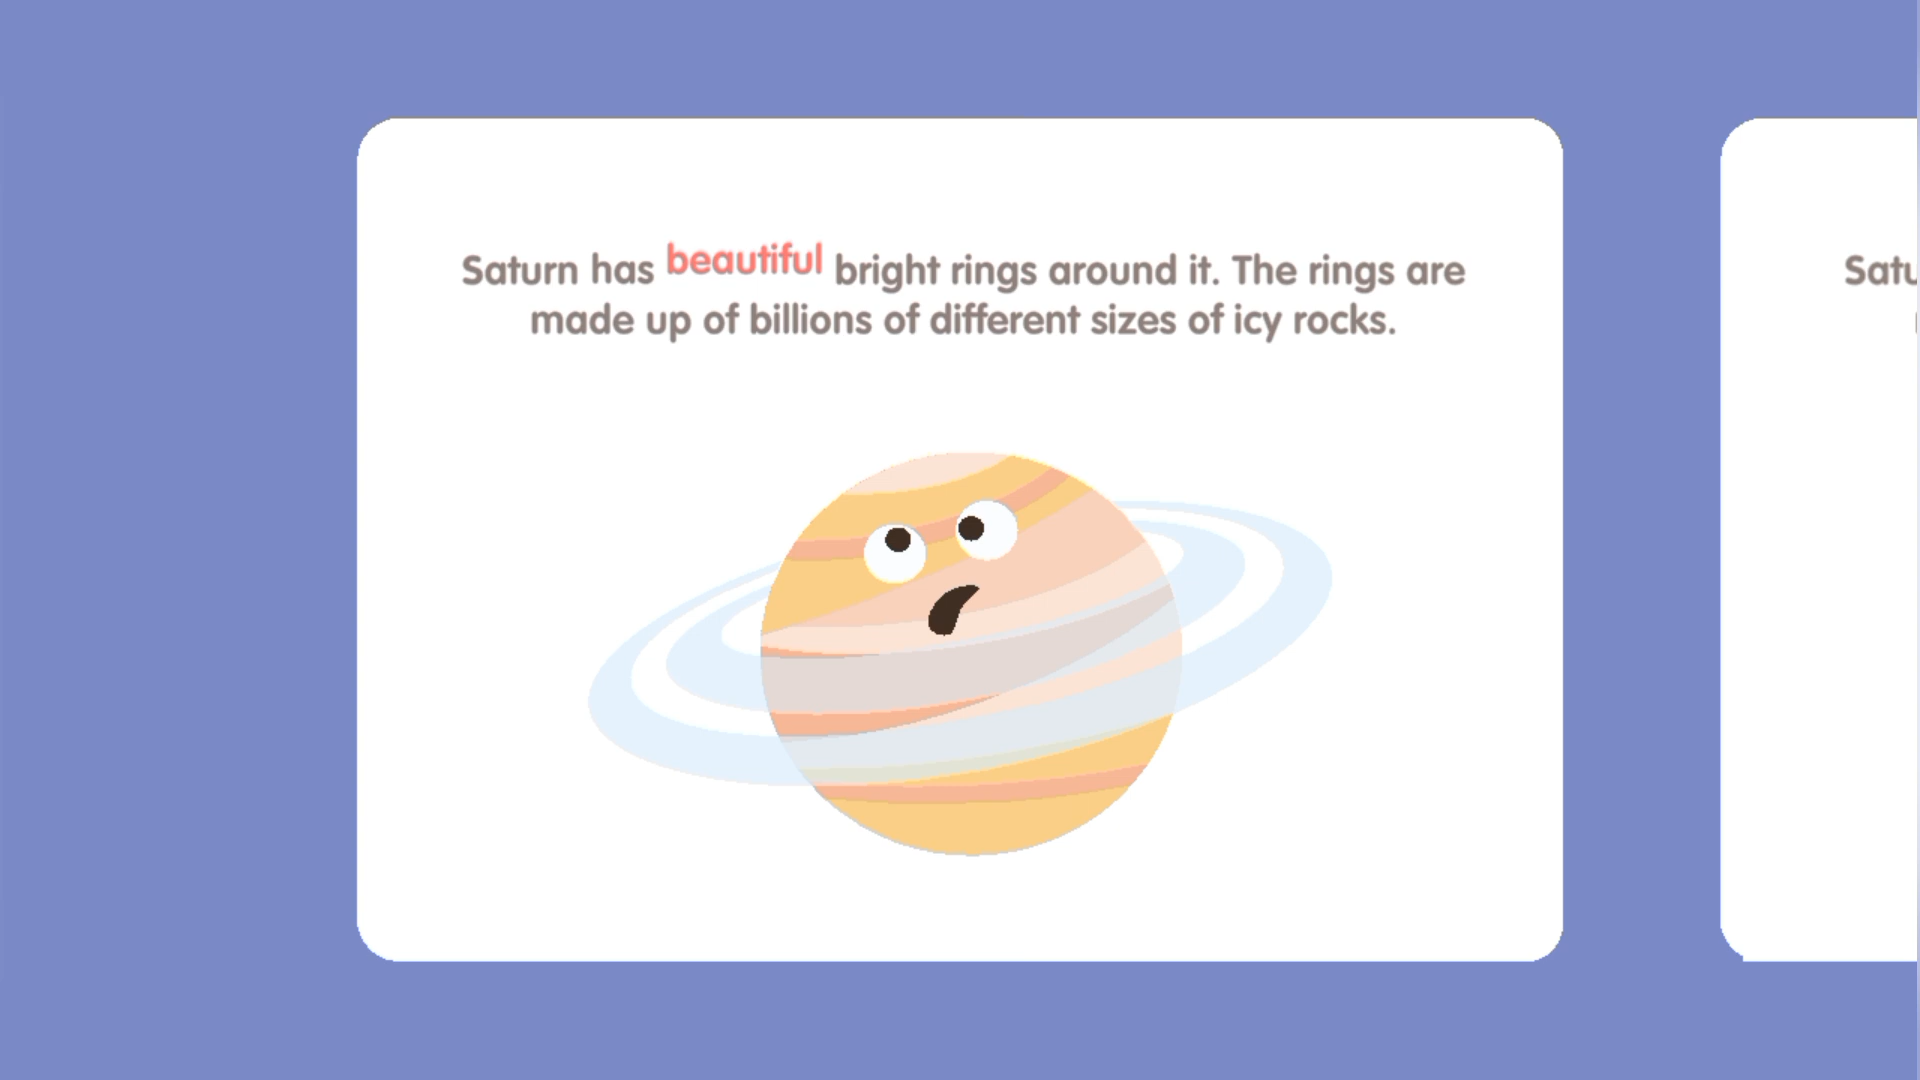 Saturn has beautiful bright rings around it. The rings are
made up of billions of different sizes of icy rocks.